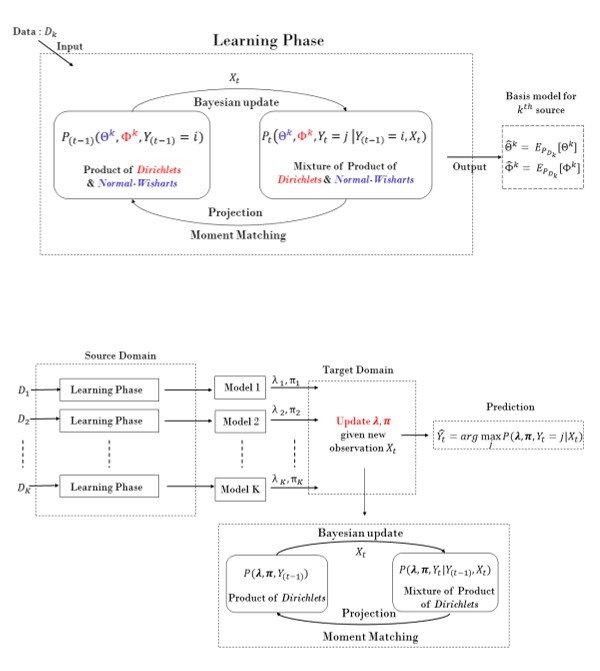 Data : D_k
Input
Learning Phase
X_t
Bayesian update
P_(t−1)(Θ^k, Φ^k, Y_(t−1) = i)
Product of Dirichlets
& Normal-Wisharts
P_t(Θ^k, Φ^k, Y_t = j |Y_(t−1) = i, X_t)
Mixture of Product of
Dirichlets & Normal-Wisharts
Projection
Moment Matching
Output
Basis model for
k^th source
Θ̂^k = E_{P_{D_k}}[Θ^k]
Φ̂^k = E_{P_{D_k}}[Φ^k]
Source Domain
Target Domain
D_1
Learning Phase
Model 1
λ_1, π_1
D_2
Learning Phase
Model 2
λ_2, π_2
D_K
Learning Phase
Model K
λ_K, π_K
Update λ, π
given new
observation X_t
Prediction
Ŷ_t = arg max_j P(λ, π, Y_t = j|X_t)
Bayesian update
X_t
P(λ, π, Y_(t−1))
Product of Dirichlets
P(λ, π, Y_t|Y_(t−1), X_t)
Mixture of Product
of Dirichlets
Projection
Moment Matching